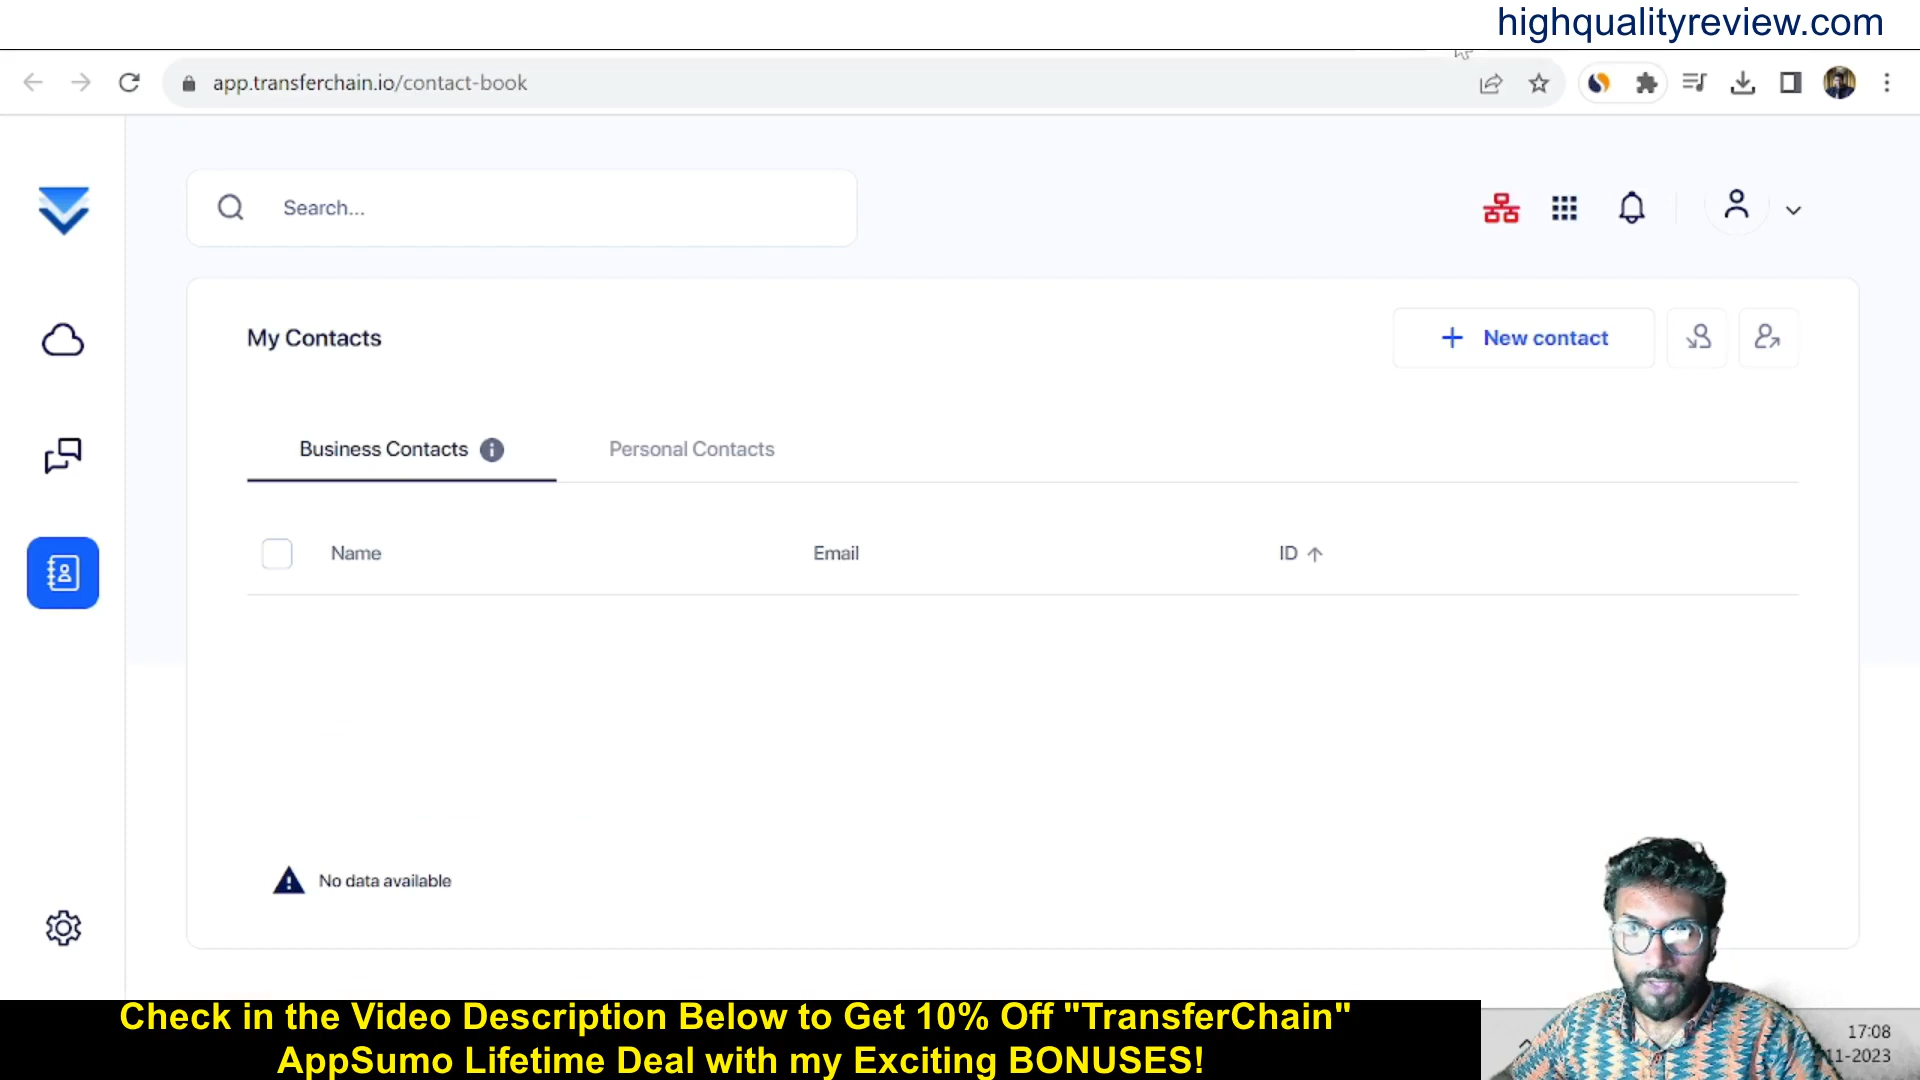 highqualityreview.com
app.transferchain.io/contact-book
Search...
My Contacts
New contact
Business Contacts
Personal Contacts
Name
Email
ID
No data available
Check in the Video Description Below to Get 10% Off "TransferChain"
AppSumo Lifetime Deal with my Exciting BONUSES!
17:08
11-2023